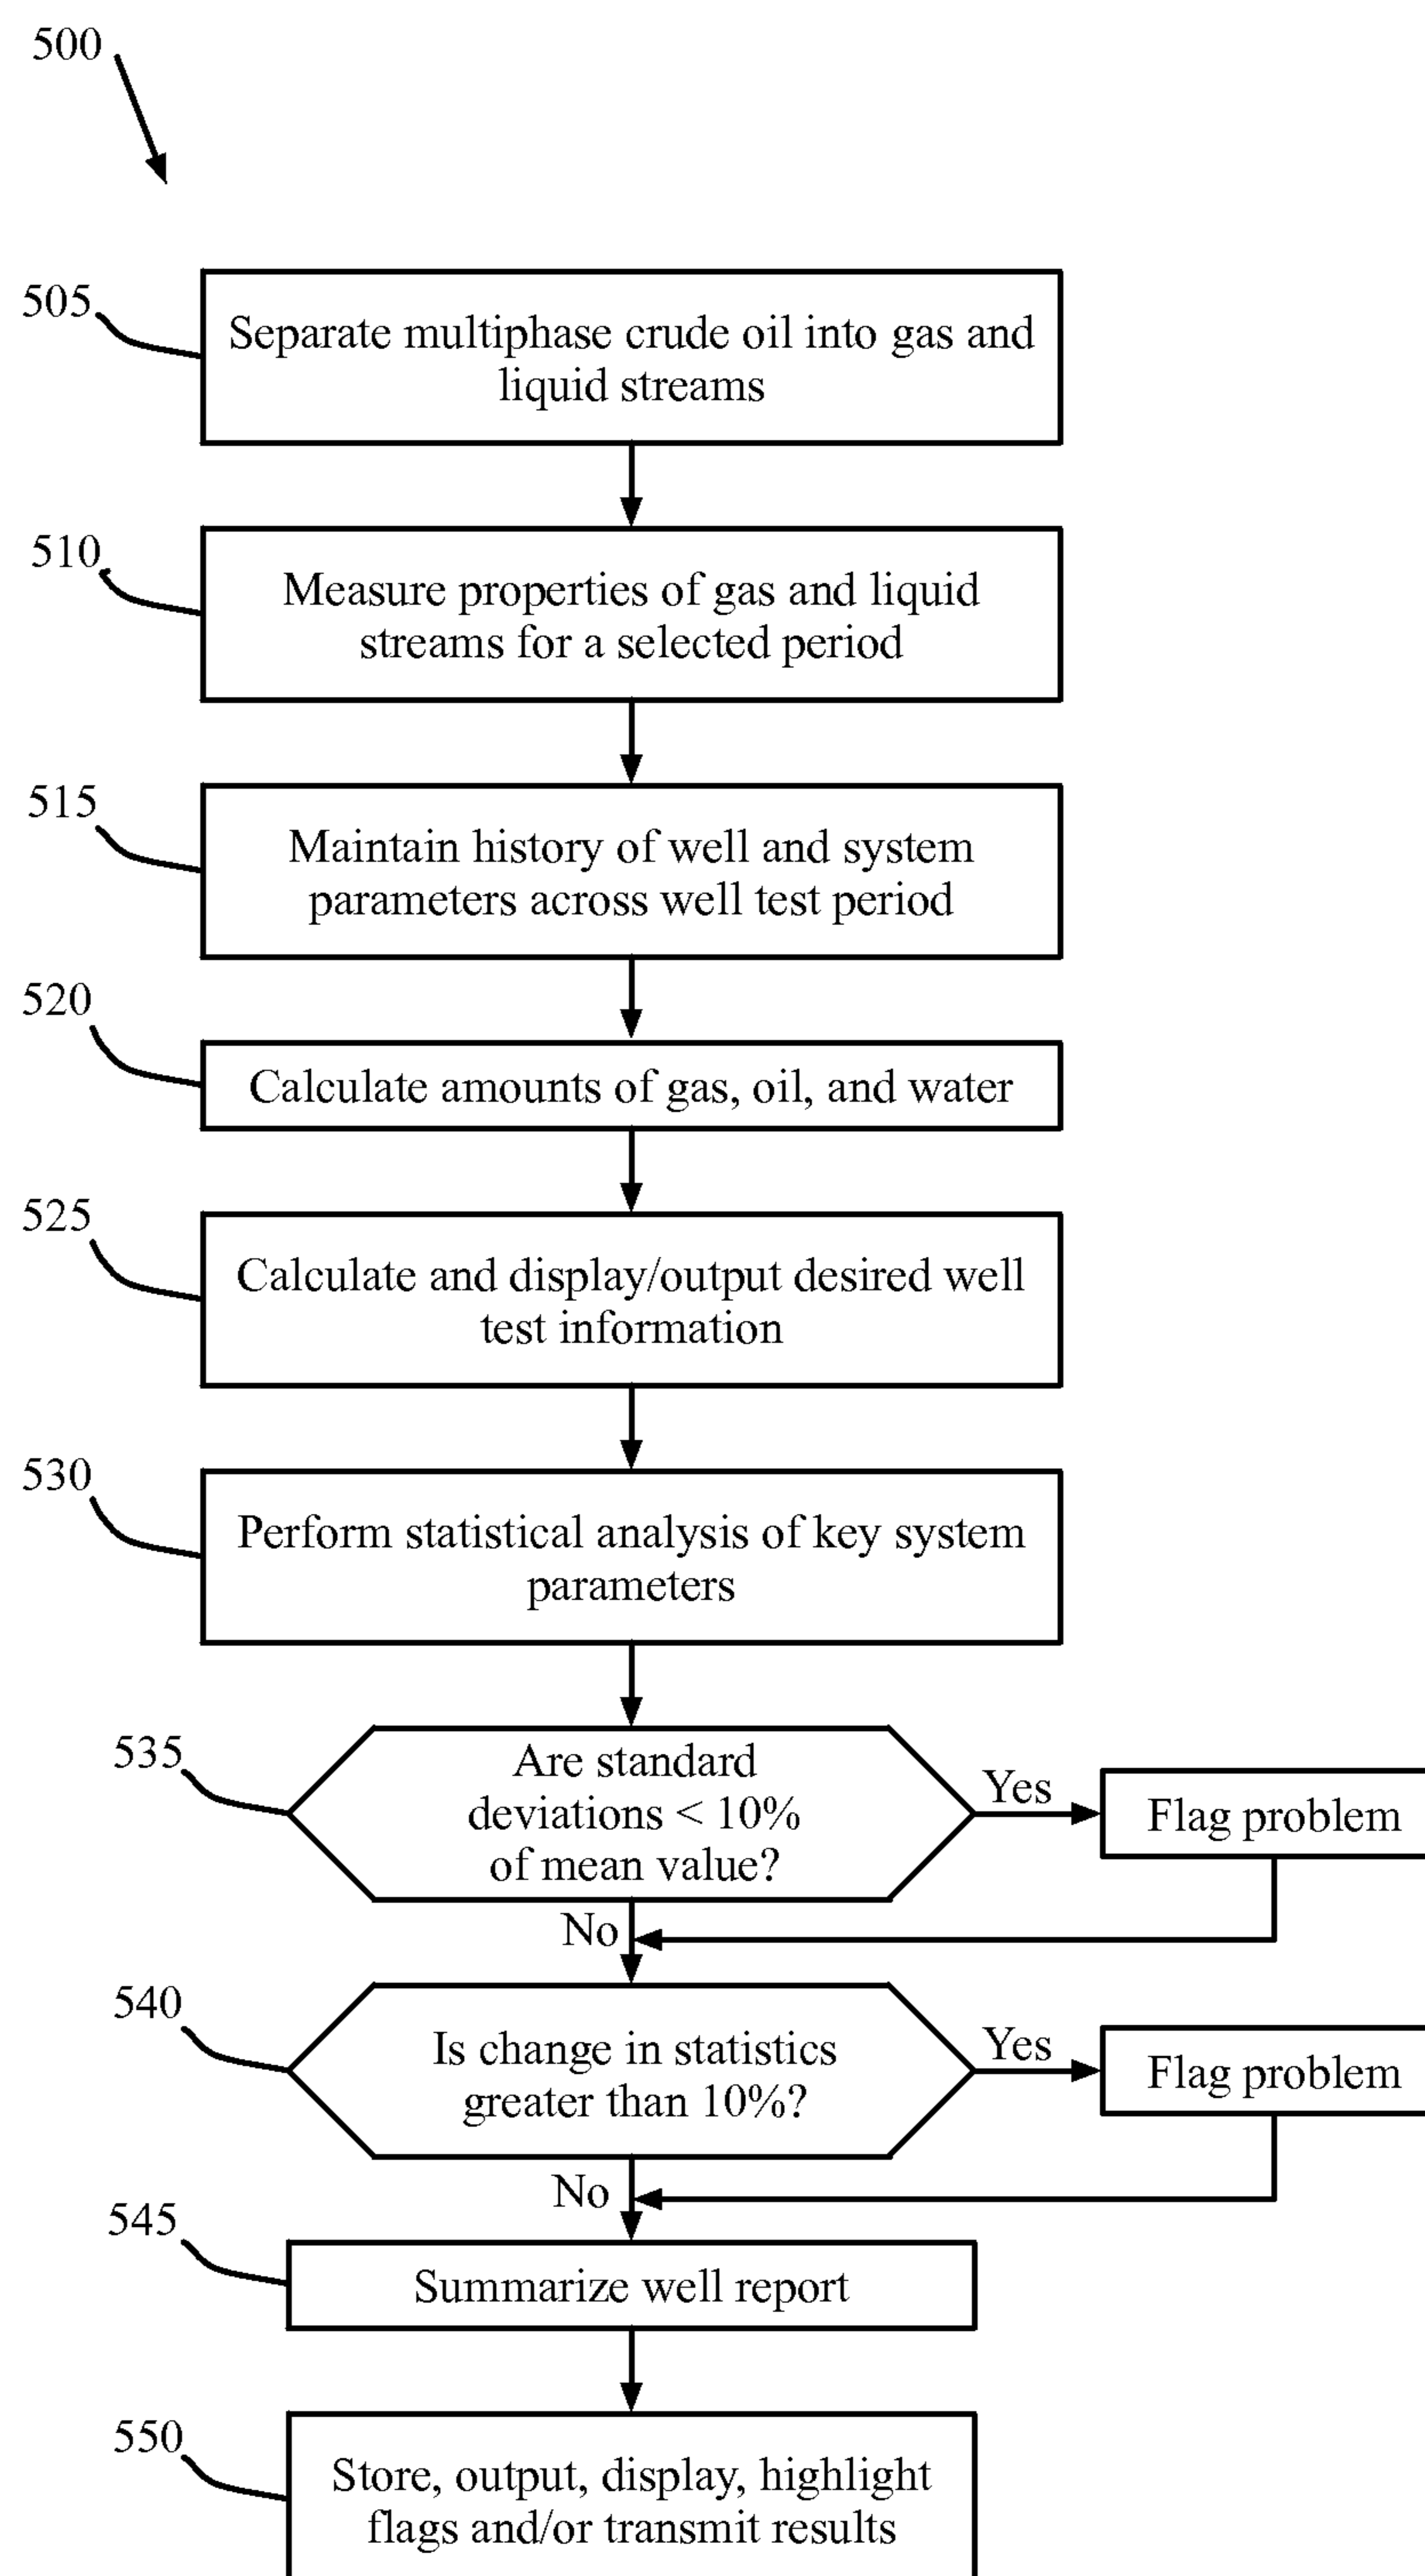 500
505
Separate multiphase crude oil into gas and
liquid streams
510
Measure properties of gas and liquid
streams for a selected period
515
Maintain history of well and system
parameters across well test period
520
Calculate amounts of gas, oil, and water
525
Calculate and display/output desired well
test information
530
Perform statistical analysis of key system
parameters
535
Are standard
deviations < 10%
of mean value?
Yes
Flag problem
No
540
Is change in statistics
greater than 10%?
Yes
Flag problem
No
545
Summarize well report
550
Store, output, display, highlight
flags and/or transmit results